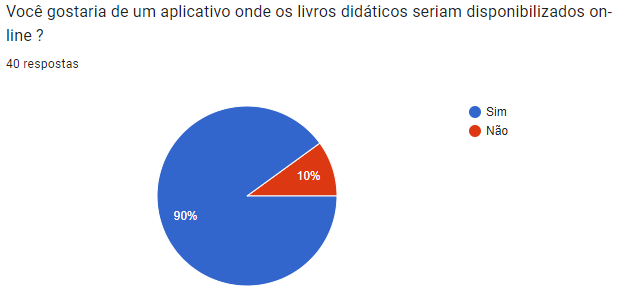 Você gostaria de um aplicativo onde os livros didáticos seriam disponibilizados on-
line ?
40 respostas
Sim
Não
10%
90%